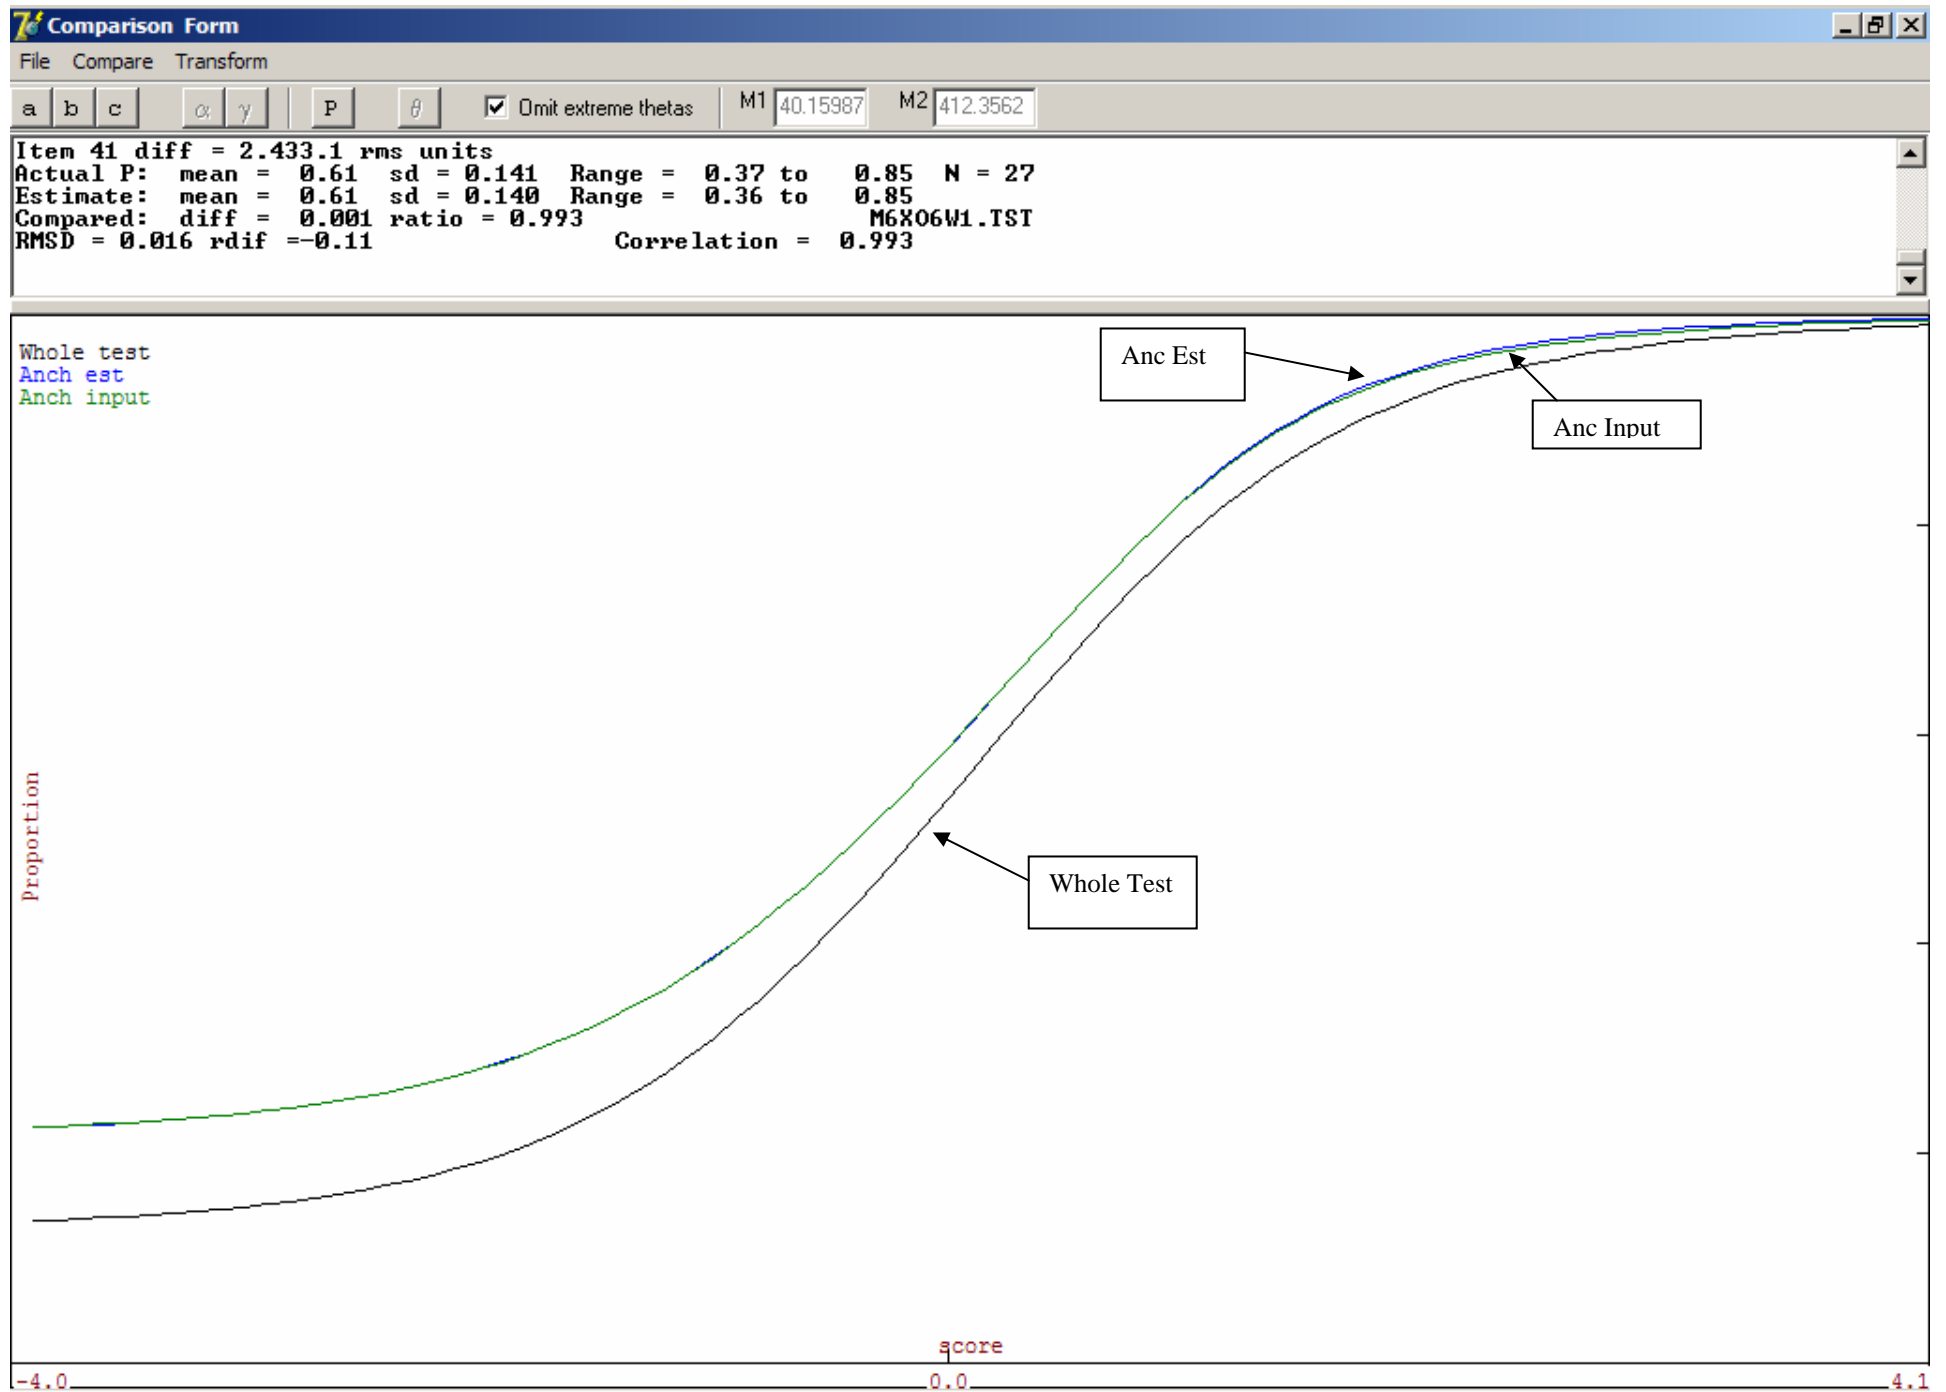 Comparison Form
File Compare Transform
a b c α γ P θ Omit extreme thetas M1 40.15987 M2 412.3562
Item 41 diff = 2.433.1 rms units
Actual P: mean = 0.61 sd = 0.141 Range = 0.37 to 0.85 N = 27
Estimate: mean = 0.61 sd = 0.140 Range = 0.36 to 0.85
Compared: diff = 0.001 ratio = 0.993 M6XO6W1.TST
RMSD = 0.016 rdif =-0.11 Correlation = 0.993
Whole test
Anch est
Anch input
Anc Est
Anc Input
Whole Test
Proportion
score
-4.0 0.0 4.1